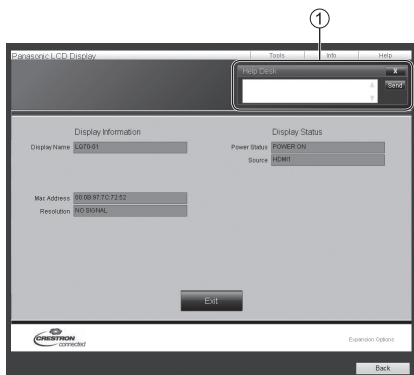 1
Panasonic LCD Display
Tools Info Help
Help Desk X
Send
Display Information
Display Status
Display Name LQ70-01
Power Status POWER ON
Source HDMI1
Mac Address 00:0B:97:7C:72:52
Resolution NO SIGNAL
Exit
CRESTRON
connected
Expansion Options
Back